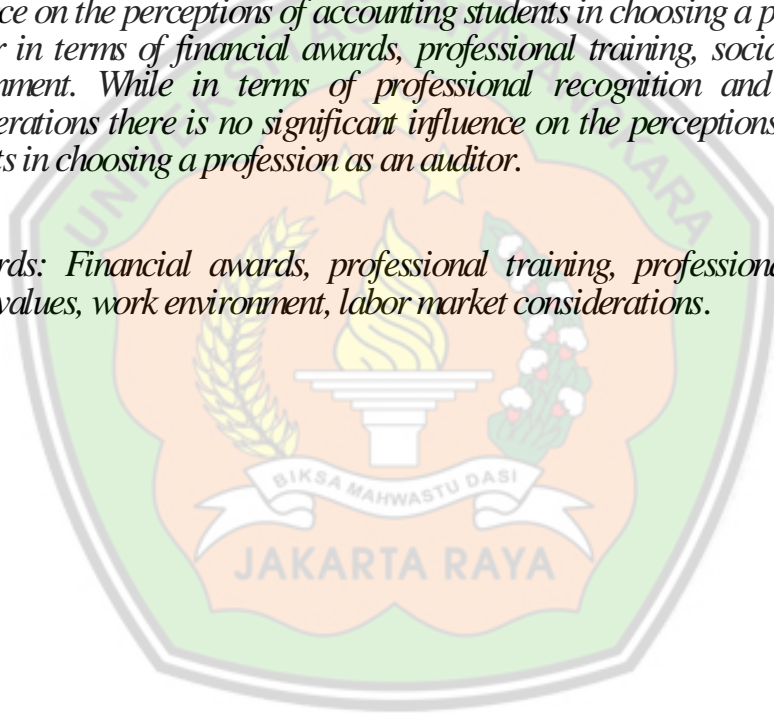 ce on the perceptions of accounting students in choosing a p
r in terms of financial awards, professional training, socia
nment. While in terms of professional recognition and
erations there is no significant influence on the perceptions
ts in choosing a profession as an auditor.
rds: Financial awards, professional training, professiona
values, work environment, labor market considerations.
UNIVERSITAS BHAYANGKARA
BIKSA MAHWASTU DASI
JAKARTA RAYA